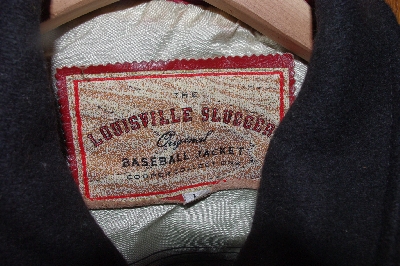 THE
LOUISVILLE SLUGGER
Original
BASEBALL JACKET